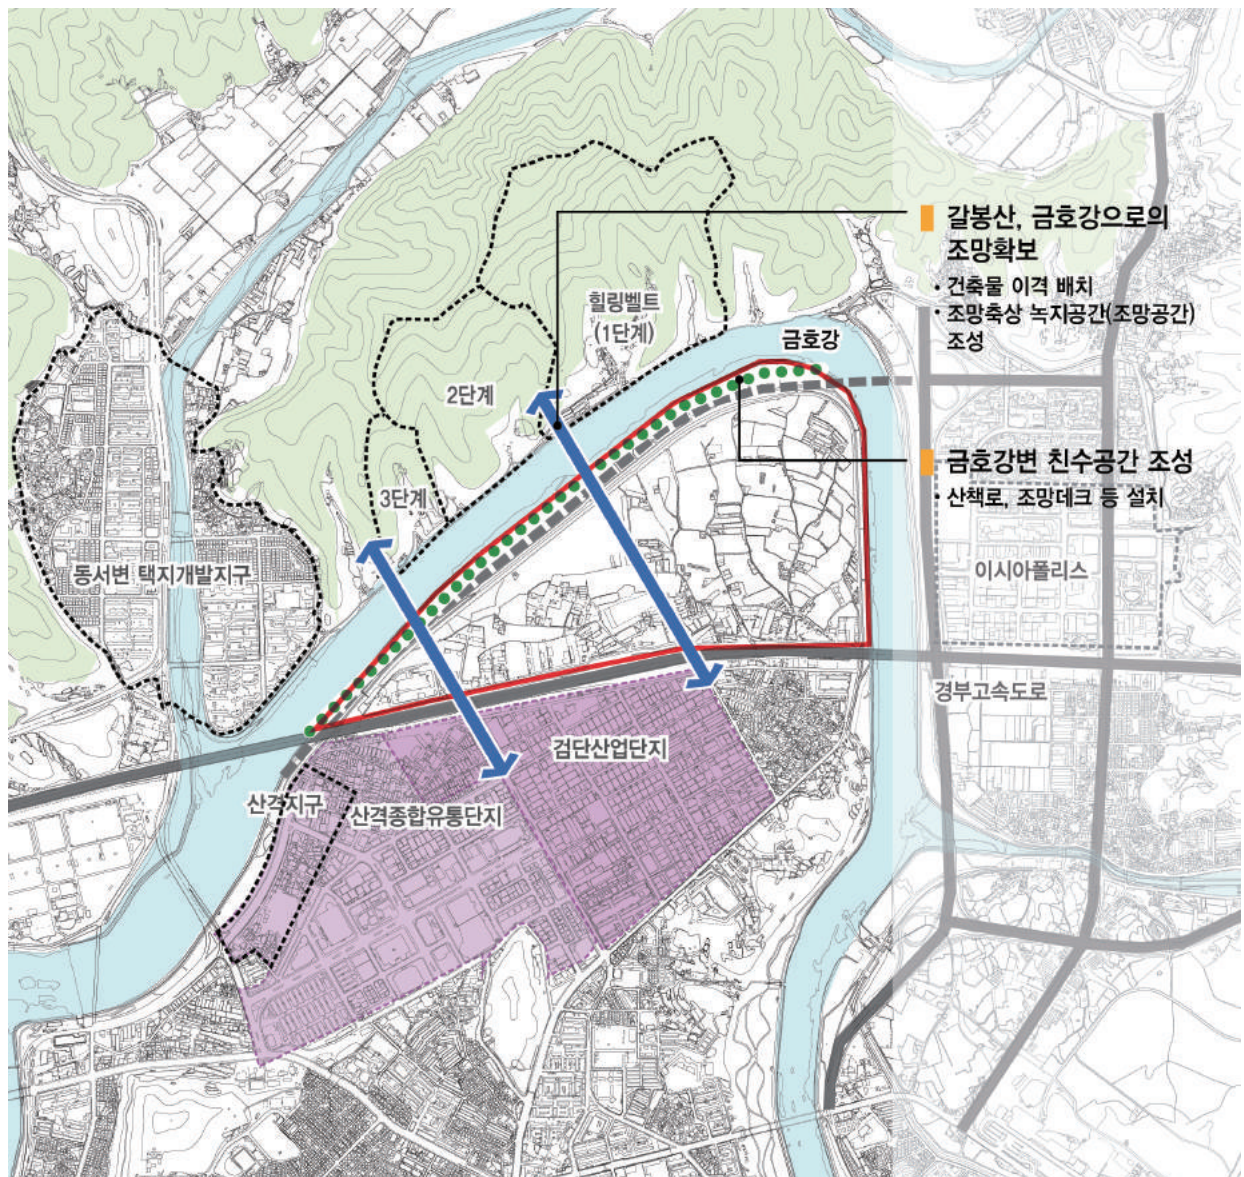 갈봉산, 금호강으로의
조망확보
• 건축물 이격 배치
• 조망축상 녹지공간(조망공간)
조성
힐링벨트
(1단계)
금호강
2단계
금호강변 친수공간 조성
• 산책로, 조망데크 등 설치
3단계
동서변 택지개발지구
이시아폴리스
경부고속도로
검단산업단지
산격지구
산격종합유통단지